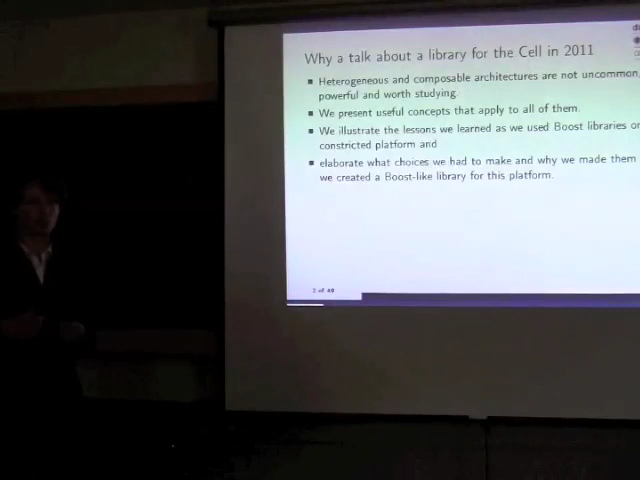 Why a talk about a library for the Cell in 2011
Heterogeneous and composable architectures are not uncommon,
powerful and worth studying.
We present useful concepts that apply to all of them.
We illustrate the lessons we learned as we used Boost libraries on
constricted platform and
elaborate what choices we had to make and why we made them
we created a Boost-like library for this platform.
2 of 49